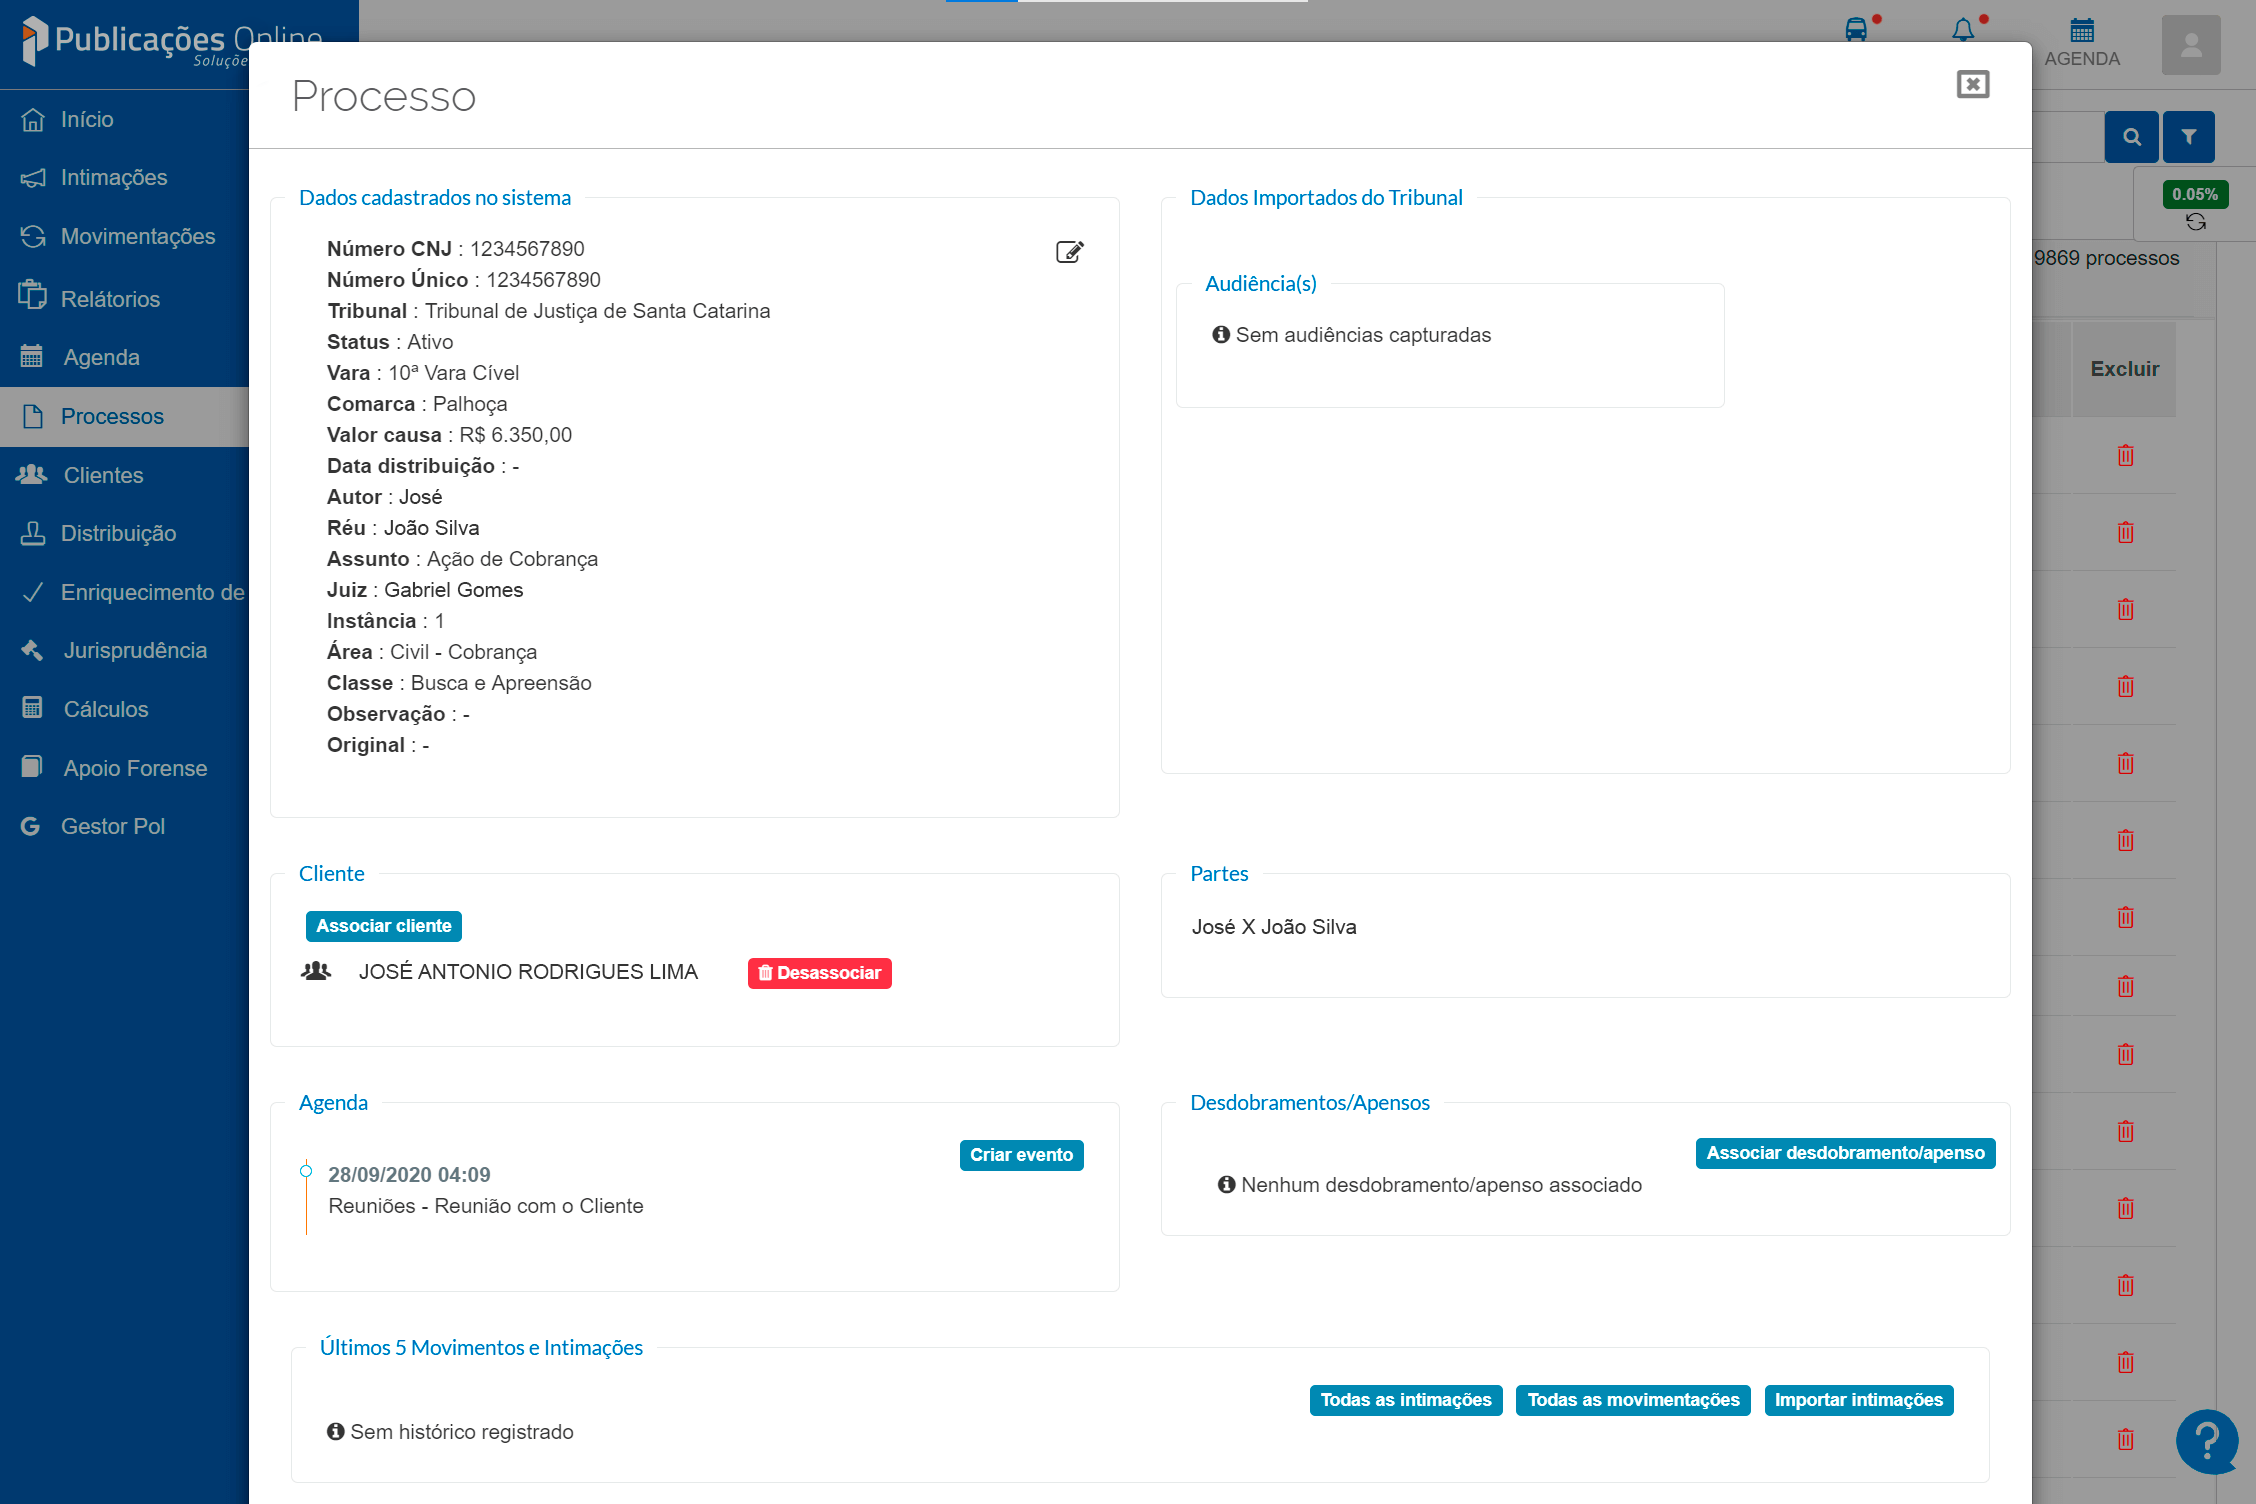 Publicações Online
Soluçõe
AGENDA
Início
Intimações
Movimentações
Relátorios
Agenda
Processos
Clientes
Distribuição
Enriquecimento de
Jurisprudência
Cálculos
Apoio Forense
Gestor Pol
Processo
Dados cadastrados no sistema
Número CNJ : 1234567890
Número Único : 1234567890
Tribunal : Tribunal de Justiça de Santa Catarina
Status : Ativo
Vara : 10ª Vara Cível
Comarca : Palhoça
Valor causa : R$ 6.350,00
Data distribuição : -
Autor : José
Réu : João Silva
Assunto : Ação de Cobrança
Juiz : Gabriel Gomes
Instância : 1
Área : Civil - Cobrança
Classe : Busca e Apreensão
Observação : -
Original : -
Dados Importados do Tribunal
Audiência(s)
Sem audiências capturadas
0.05%
9869 processos
Excluir
Cliente
Associar cliente
JOSÉ ANTONIO RODRIGUES LIMA
Desassociar
Partes
José X João Silva
Agenda
Criar evento
28/09/2020 04:09
Reuniões - Reunião com o Cliente
Desdobramentos/Apensos
Associar desdobramento/apenso
Nenhum desdobramento/apenso associado
Últimos 5 Movimentos e Intimações
Todas as intimações
Todas as movimentações
Importar intimações
Sem histórico registrado